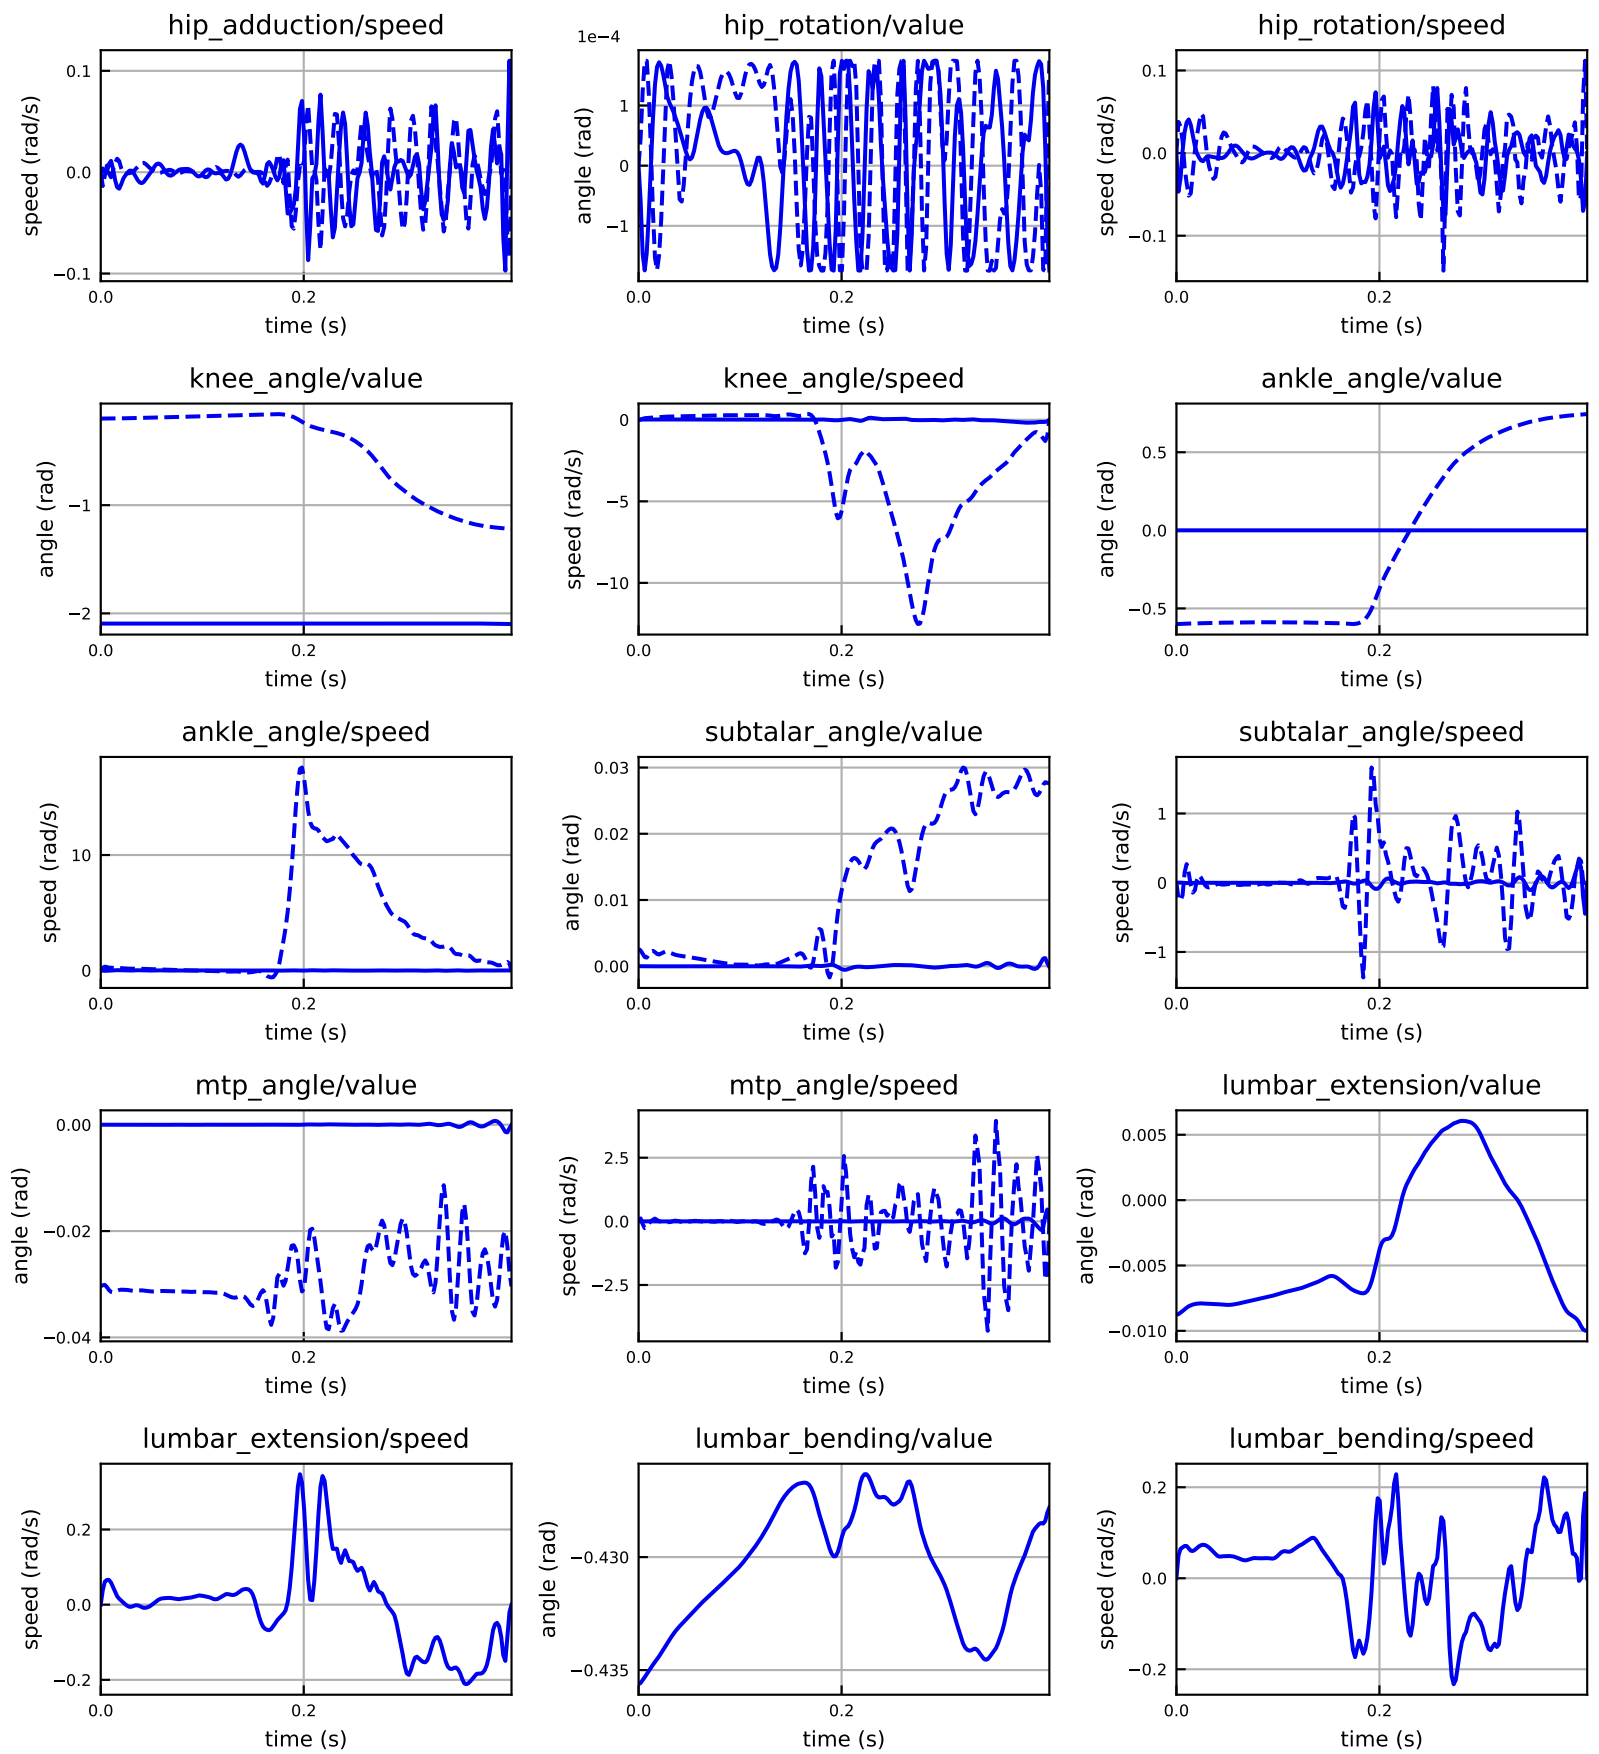 hip_adduction/speed
speed (rad/s)
0.1
0.0
−0.1
0.0
0.2
time (s)
hip_rotation/value
1e−4
angle (rad)
1
0
−1
0.0
0.2
time (s)
hip_rotation/speed
speed (rad/s)
0.1
0.0
−0.1
0.0
0.2
time (s)
knee_angle/value
angle (rad)
−1
−2
0.0
0.2
time (s)
knee_angle/speed
speed (rad/s)
0
−5
−10
0.0
0.2
time (s)
ankle_angle/value
angle (rad)
0.5
0.0
−0.5
0.0
0.2
time (s)
ankle_angle/speed
speed (rad/s)
10
0
0.0
0.2
time (s)
subtalar_angle/value
angle (rad)
0.03
0.02
0.01
0.00
0.0
0.2
time (s)
subtalar_angle/speed
speed (rad/s)
1
0
−1
0.0
0.2
time (s)
mtp_angle/value
angle (rad)
0.00
−0.02
−0.04
0.0
0.2
time (s)
mtp_angle/speed
speed (rad/s)
2.5
0.0
−2.5
0.0
0.2
time (s)
lumbar_extension/value
angle (rad)
0.005
0.000
−0.005
−0.010
0.0
0.2
time (s)
lumbar_extension/speed
speed (rad/s)
0.2
0.0
−0.2
0.0
0.2
time (s)
lumbar_bending/value
angle (rad)
−0.430
−0.435
0.0
0.2
time (s)
lumbar_bending/speed
speed (rad/s)
0.2
0.0
−0.2
0.0
0.2
time (s)